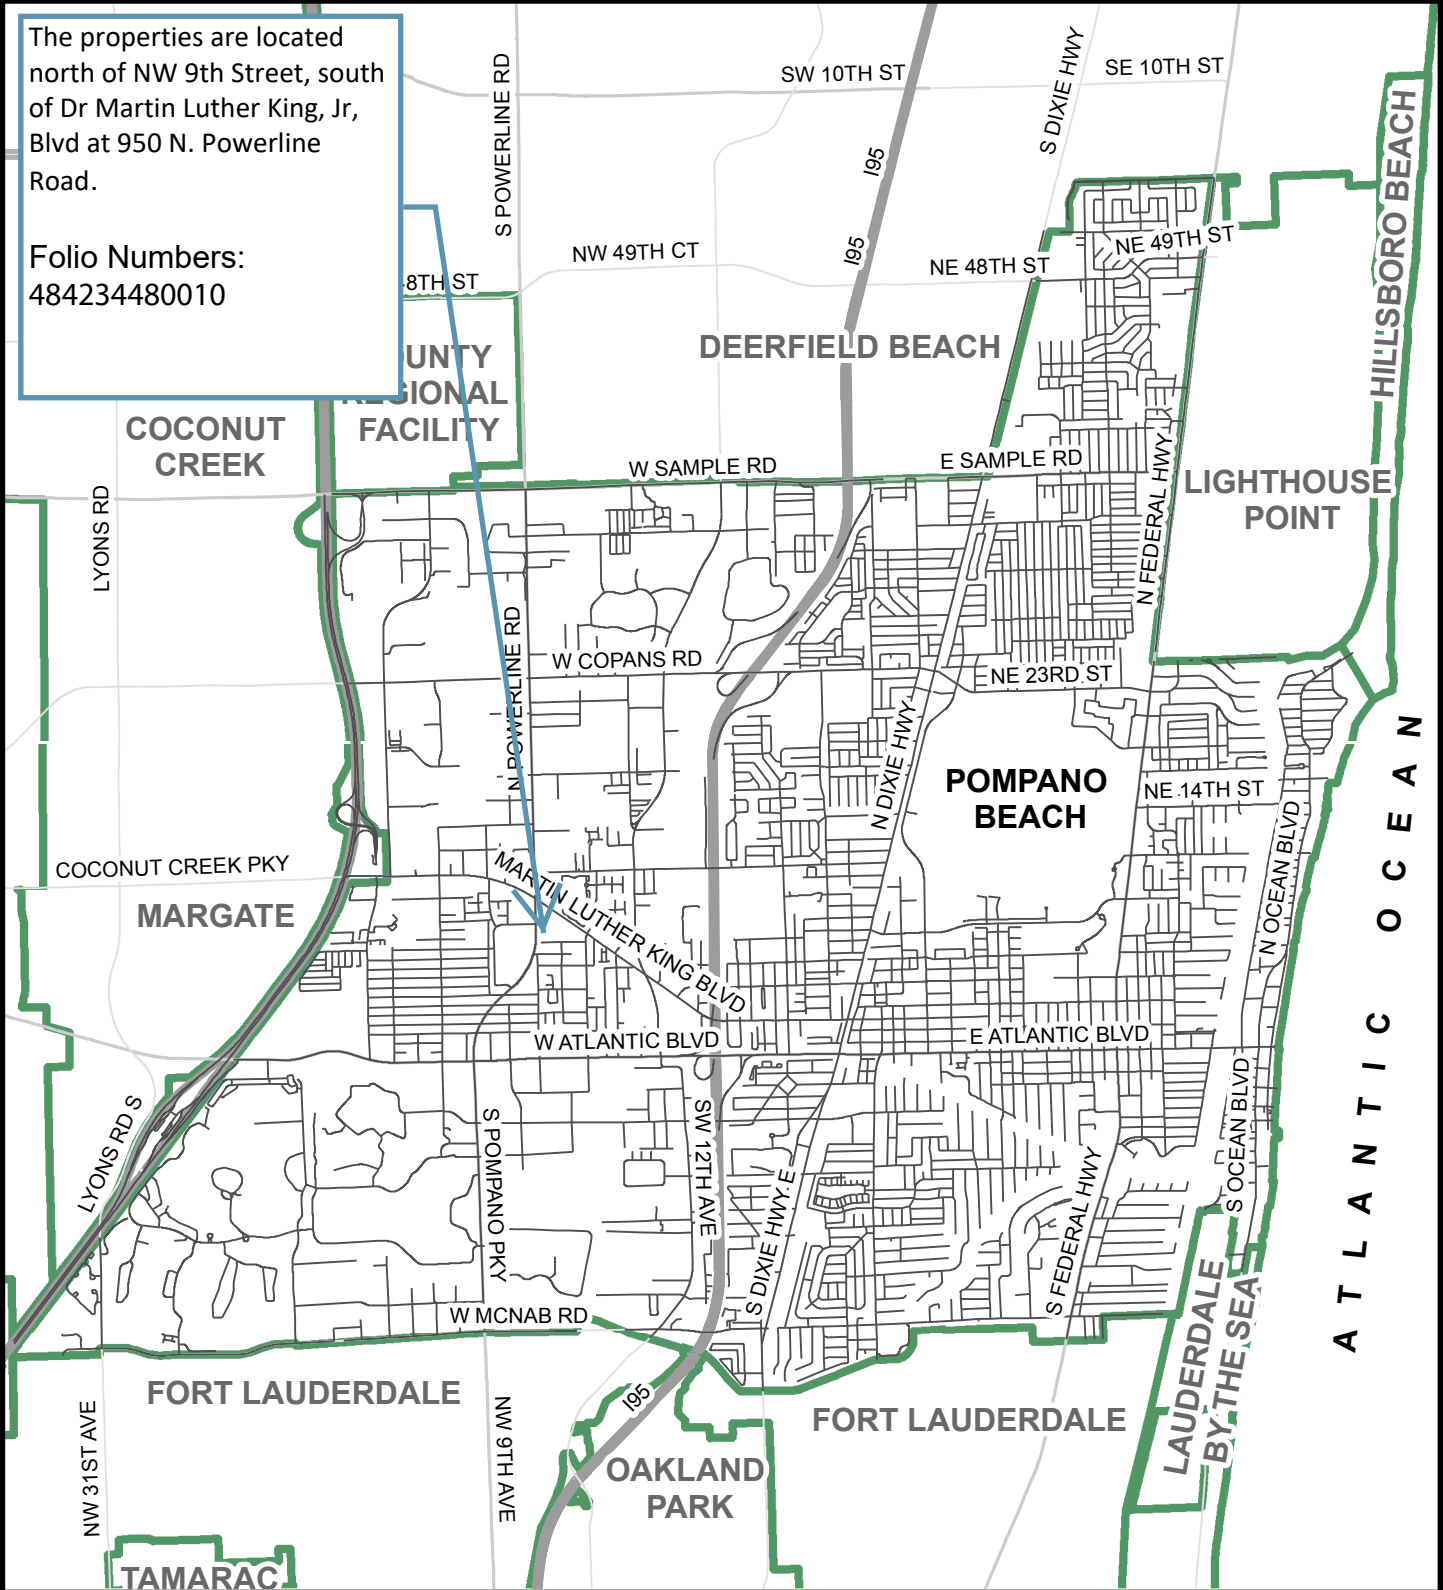 The properties are located
north of NW 9th Street, south
of Dr Martin Luther King, Jr,
Blvd at 950 N. Powerline
Road.
Folio Numbers:
484234480010
S POWERLINE RD
SW 10TH ST
SE 10TH ST
S DIXIE HWY
I95
HILLSBORO BEACH
NE 49TH ST
NW 49TH CT
I95
NE 48TH ST
8TH ST
DEERFIELD BEACH
UNTY
REGIONAL
FACILITY
COCONUT
CREEK
W SAMPLE RD
E SAMPLE RD
LIGHTHOUSE
POINT
LYONS RD
N FEDERAL HWY
N POWERLINE RD
W COPANS RD
NE 23RD ST
N DIXIE HWY
POMPANO
BEACH
NE 14TH ST
COCONUT CREEK PKY
MARTIN LUTHER KING BLVD
N OCEAN BLVD
MARGATE
ATLANTIC OCEAN
W ATLANTIC BLVD
E ATLANTIC BLVD
LYONS RD S
S POMPANO PKY
SW 12TH AVE
S DIXIE HWY E
S FEDERAL HWY
S OCEAN BLVD
W MCNAB RD
LAUDERDALE
BY THE SEA
FORT LAUDERDALE
I95
FORT LAUDERDALE
NW 31ST AVE
NW 9TH AVE
OAKLAND
PARK
TAMARAC